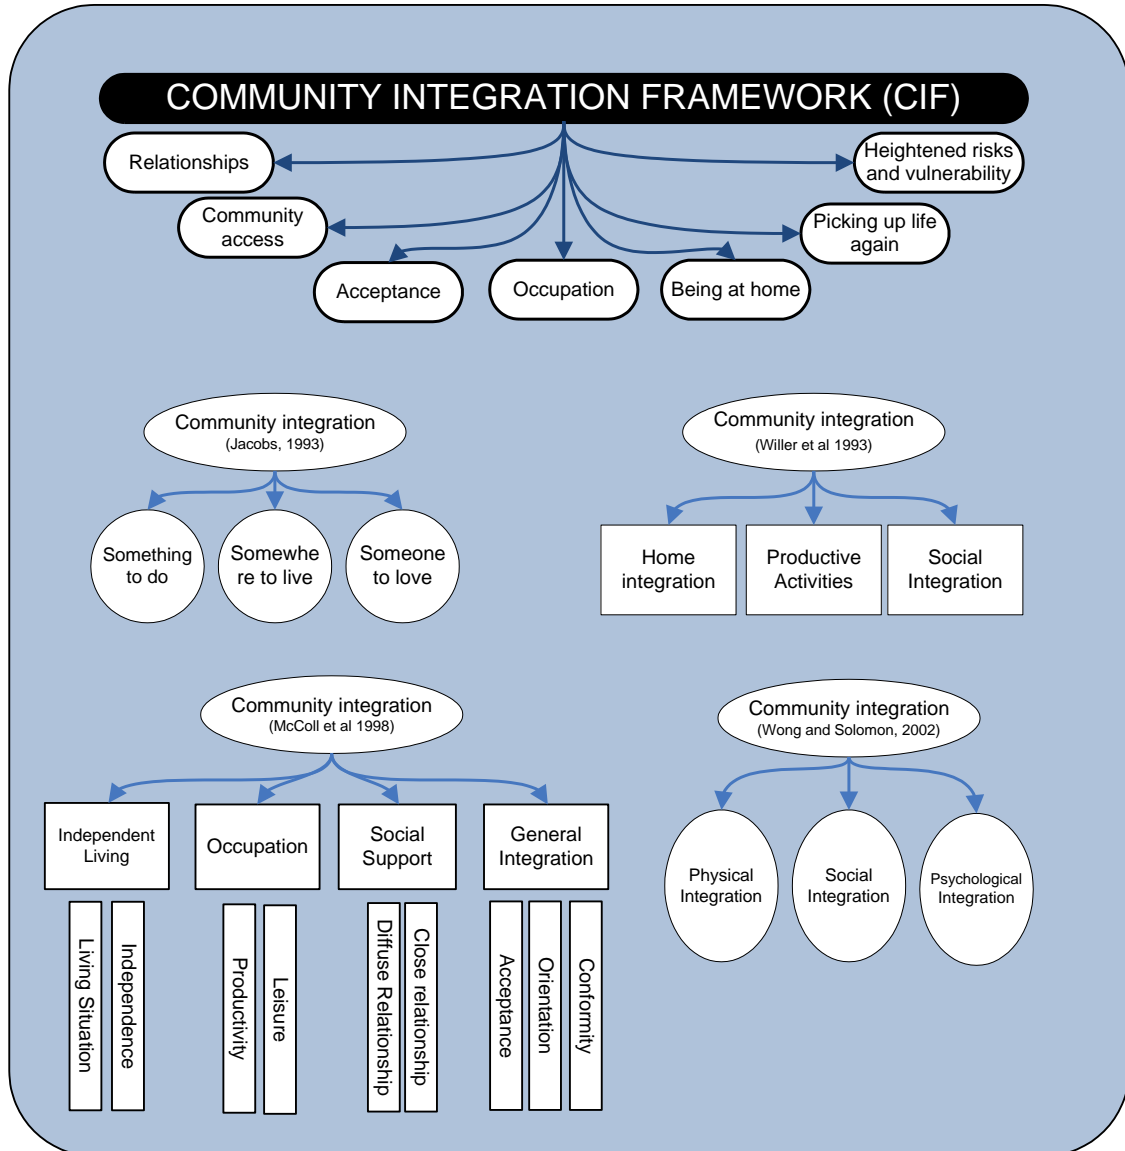 COMMUNITY INTEGRATION FRAMEWORK (CIF)
Relationships
Heightened risks
and vulnerability
Community
access
Picking up life
again
Acceptance
Occupation
Being at home
Community integration
(Jacobs, 1993)
Something
to do
Somewhe
re to live
Someone
to love
Community integration
(Willer et al 1993)
Home
integration
Productive
Activities
Social
Integration
Community integration
(McColl et al 1998)
Independent
Living
Occupation
Social
Support
General
Integration
Living Situation
Independence
Productivity
Leisure
Diffuse Relationship
Close relationship
Acceptance
Orientation
Conformity
Community integration
(Wong and Solomon, 2002)
Physical
Integration
Social
Integration
Psychological
Integration